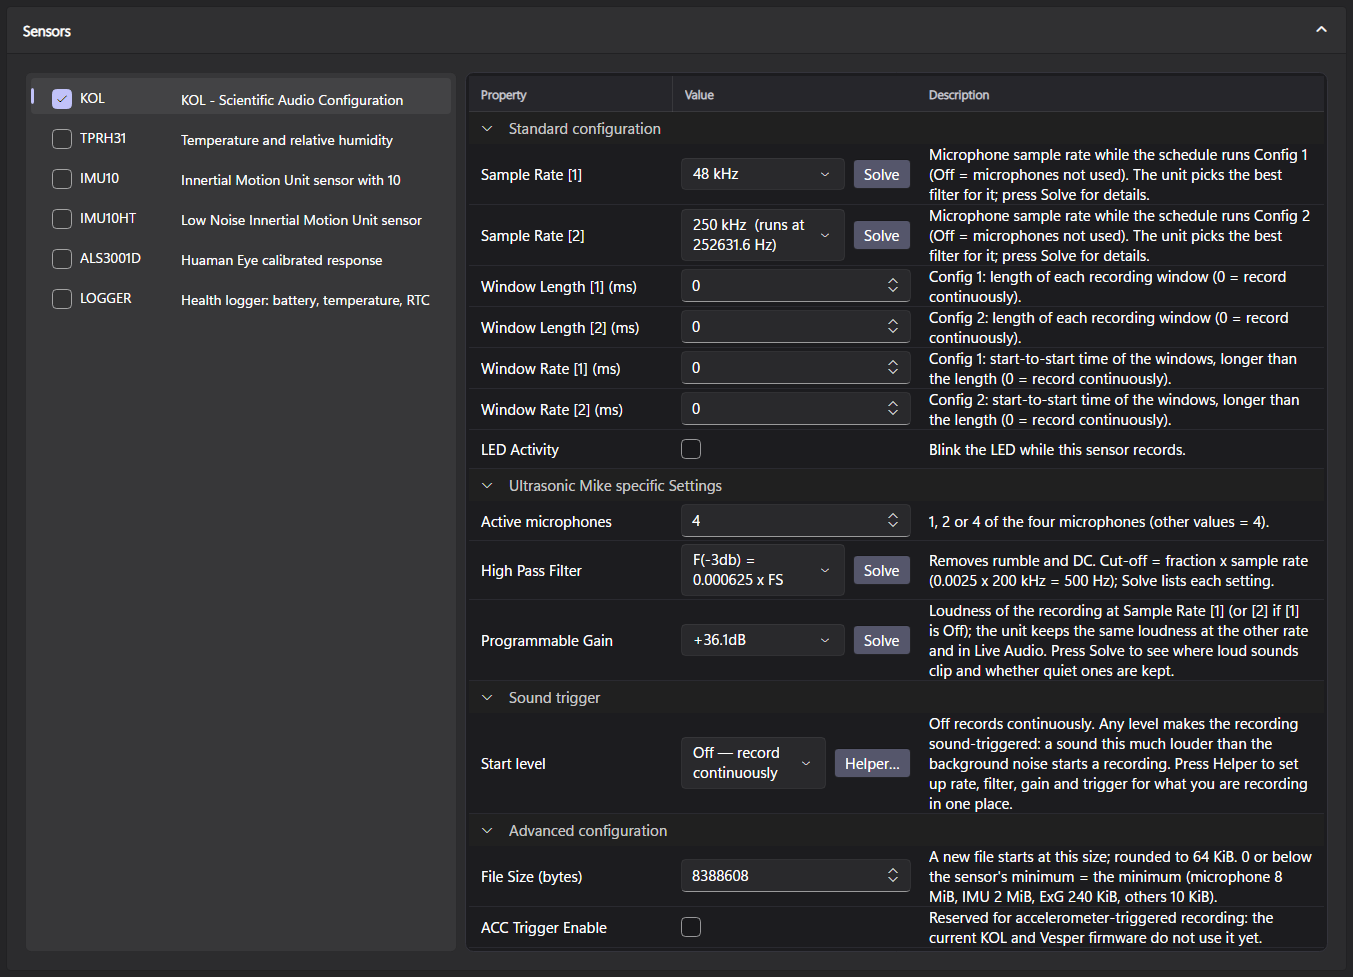 Sensors
KOL KOL - Scientific Audio Configuration
TPRH31 Temperature and relative humidity
IMU10 Innertial Motion Unit sensor with 10
IMU10HT Low Noise Innertial Motion Unit sensor
ALS3001D Huaman Eye calibrated response
LOGGER Health logger: battery, temperature, RTC
Property Value Description
Standard configuration
Sample Rate [1] 48 kHz Solve
Microphone sample rate while the schedule runs Config 1
(Off = microphones not used). The unit picks the best
filter for it; press Solve for details.
Sample Rate [2]
250 kHz (runs at
252631.6 Hz)
Solve
Microphone sample rate while the schedule runs Config 2
(Off = microphones not used). The unit picks the best
filter for it; press Solve for details.
Window Length [1] (ms) 0
Config 1: length of each recording window (0 = record
continuously).
Window Length [2] (ms) 0
Config 2: length of each recording window (0 = record
continuously).
Window Rate [1] (ms) 0
Config 1: start-to-start time of the windows, longer than
the length (0 = record continuously).
Window Rate [2] (ms) 0
Config 2: start-to-start time of the windows, longer than
the length (0 = record continuously).
LED Activity Blink the LED while this sensor records.
Ultrasonic Mike specific Settings
Active microphones 4 1, 2 or 4 of the four microphones (other values = 4).
High Pass Filter
F(-3db) =
0.000625 x FS
Solve
Removes rumble and DC. Cut-off = fraction x sample rate
(0.0025 x 200 kHz = 500 Hz); Solve lists each setting.
Programmable Gain +36.1dB Solve
Loudness of the recording at Sample Rate [1] (or [2] if [1]
is Off); the unit keeps the same loudness at the other rate
and in Live Audio. Press Solve to see where loud sounds
clip and whether quiet ones are kept.
Sound trigger
Start level
Off — record
continuously
Helper...
Off records continuously. Any level makes the recording
sound-triggered: a sound this much louder than the
background noise starts a recording. Press Helper to set
up rate, filter, gain and trigger for what you are recording
in one place.
Advanced configuration
File Size (bytes) 8388608
A new file starts at this size; rounded to 64 KiB. 0 or below
the sensor's minimum = the minimum (microphone 8
MiB, IMU 2 MiB, ExG 240 KiB, others 10 KiB).
ACC Trigger Enable
Reserved for accelerometer-triggered recording: the
current KOL and Vesper firmware do not use it yet.